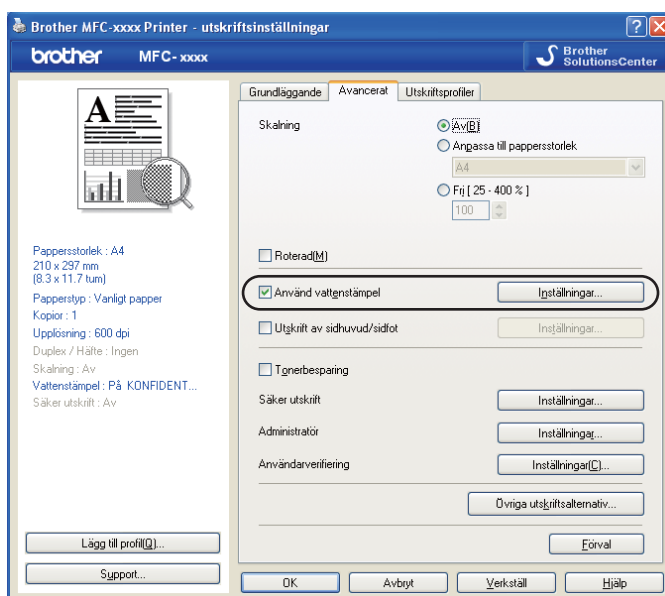 Brother MFC-xxxx Printer - utskriftsinställningar
brother MFC- xxxx
Brother
SolutionsCenter
A
Grundläggande Avancerat Utskriftsprofiler
Skalning
Av(B)
Anpassa till pappersstorlek
A4
Fri [ 25 - 400 % ]
100
Roterad(M)
Använd vattenstämpel Inställningar...
Utskrift av sidhuvud/sidfot Inställningar...
Tonerbesparing
Säker utskrift Inställningar...
Administratör Inställningar...
Användarverifiering Inställningar(C)...
Övriga utskriftsalternativ...
Förval
Pappersstorlek : A4
210 x 297 mm
(8.3 x 11.7 tum)
Papperstyp : Vanligt papper
Kopior : 1
Upplösning : 600 dpi
Duplex / Häfte : Ingen
Skalning : Av
Vattenstämpel : På KONFIDENT...
Säker utskrift : Av
Lägg till profil(Q)...
Support...
OK Avbryt Verkställ Hjälp